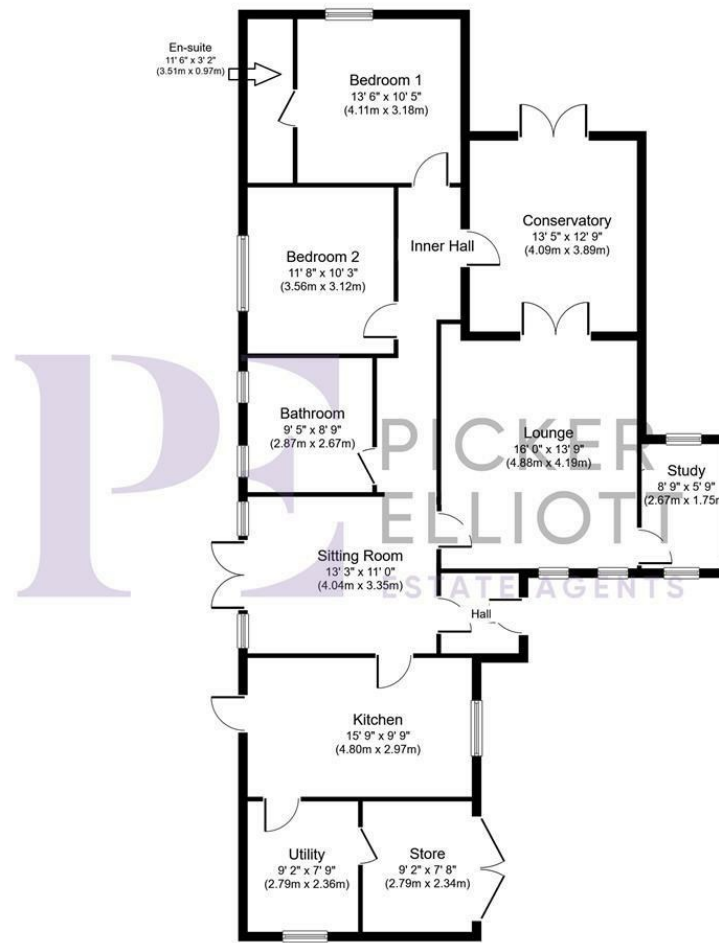 En-suite
11' 6" x 3' 2"
(3.51m x 0.97m)
Bedroom 1
13' 6" x 10' 5"
(4.11m x 3.18m)
Conservatory
13' 5" x 12' 9"
(4.09m x 3.89m)
Inner Hall
Bedroom 2
11' 8" x 10' 3"
(3.56m x 3.12m)
Bathroom
9' 5" x 8' 9"
(2.87m x 2.67m)
Lounge
16' 0" x 13' 9"
(4.88m x 4.19m)
Study
8' 9" x 5' 9"
(2.67m x 1.75m
PE
PICKER
ELLIOTT
ESTATE AGENTS
Sitting Room
13' 3" x 11' 0"
(4.04m x 3.35m)
Hall
Kitchen
15' 9" x 9' 9"
(4.80m x 2.97m)
Utility
9' 2" x 7' 9"
(2.79m x 2.36m)
Store
9' 2" x 7' 8"
(2.79m x 2.34m)